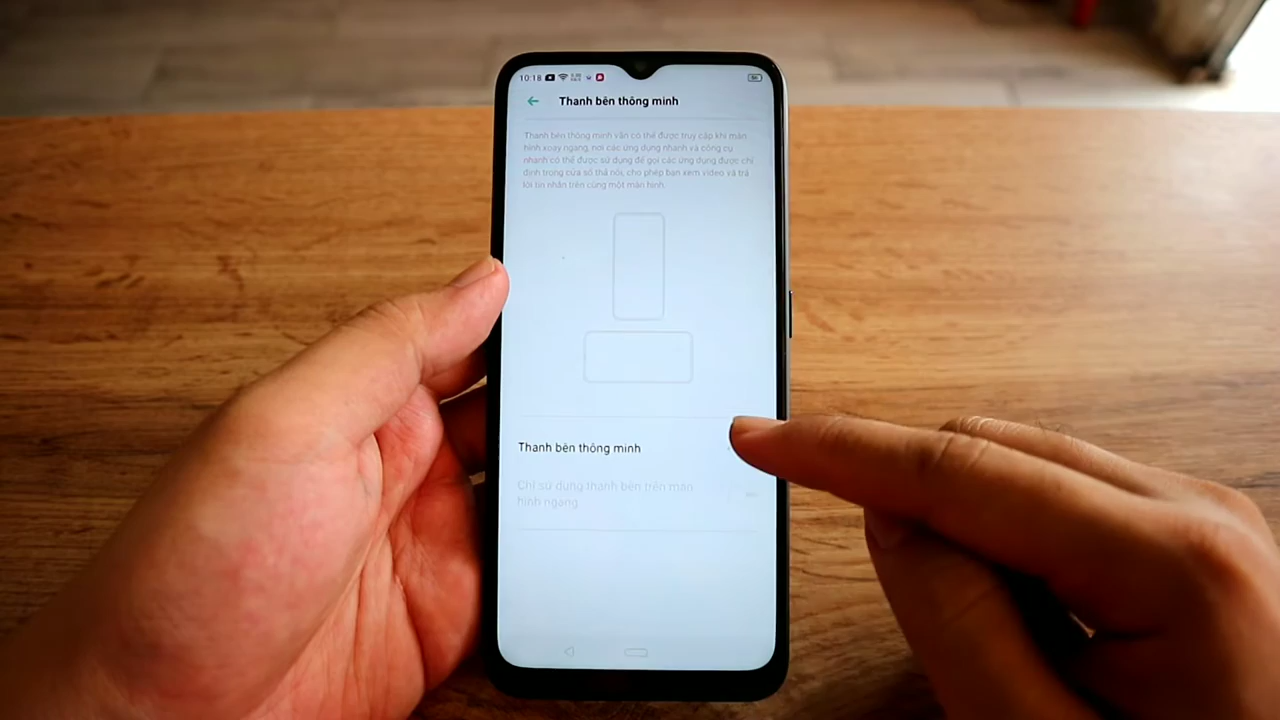 10:18
Thanh bên thông minh
Thanh bên thông minh vẫn có thể được truy cập khi màn
hình xoay ngang, nơi các ứng dụng nhanh và công cụ
nhanh có thể được sử dụng để gọi các ứng dụng được chỉ
định trong cửa sổ thả nổi, cho phép bạn xem video và trả
lời tin nhắn trên cùng một màn hình.
Thanh bên thông minh
Chỉ sử dụng thanh bên trên màn
hình ngang